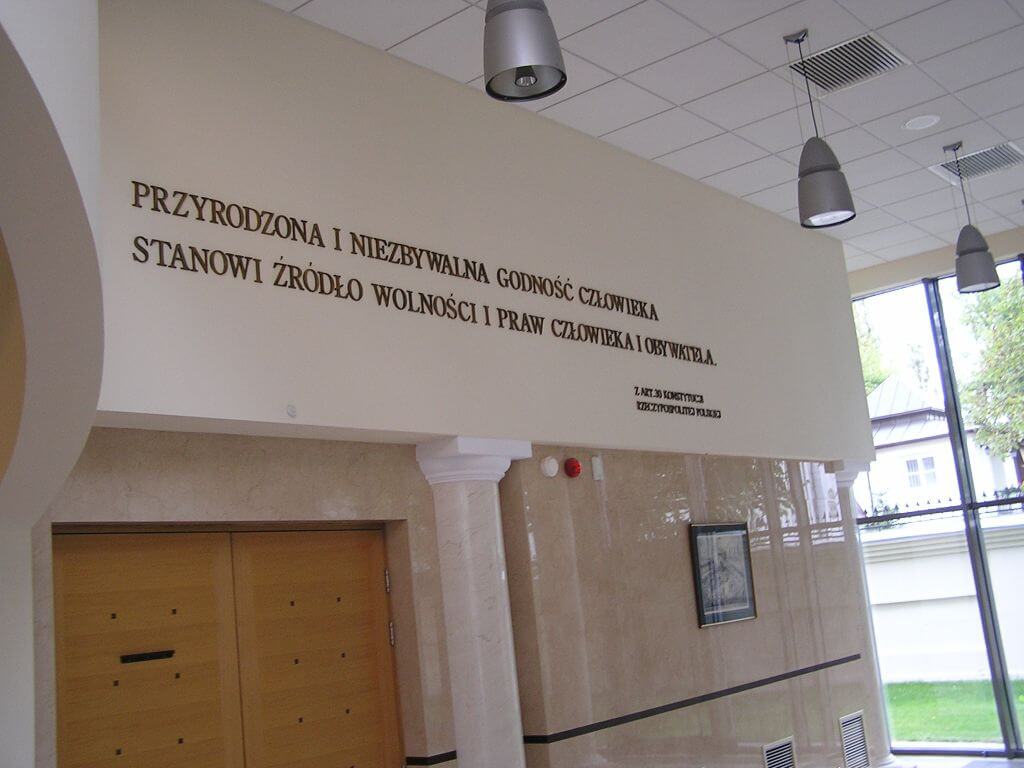 PRZYRODZONA I NIEZBYWALNA GODNOŚĆ CZŁOWIEKA
STANOWI ŹRÓDŁO WOLNOŚCI I PRAW CZŁOWIEKA I OBYWATELA.
Z ART. 30 KONSTYTUCJI
RZECZYPOSPOLITEJ POLSKIEJ